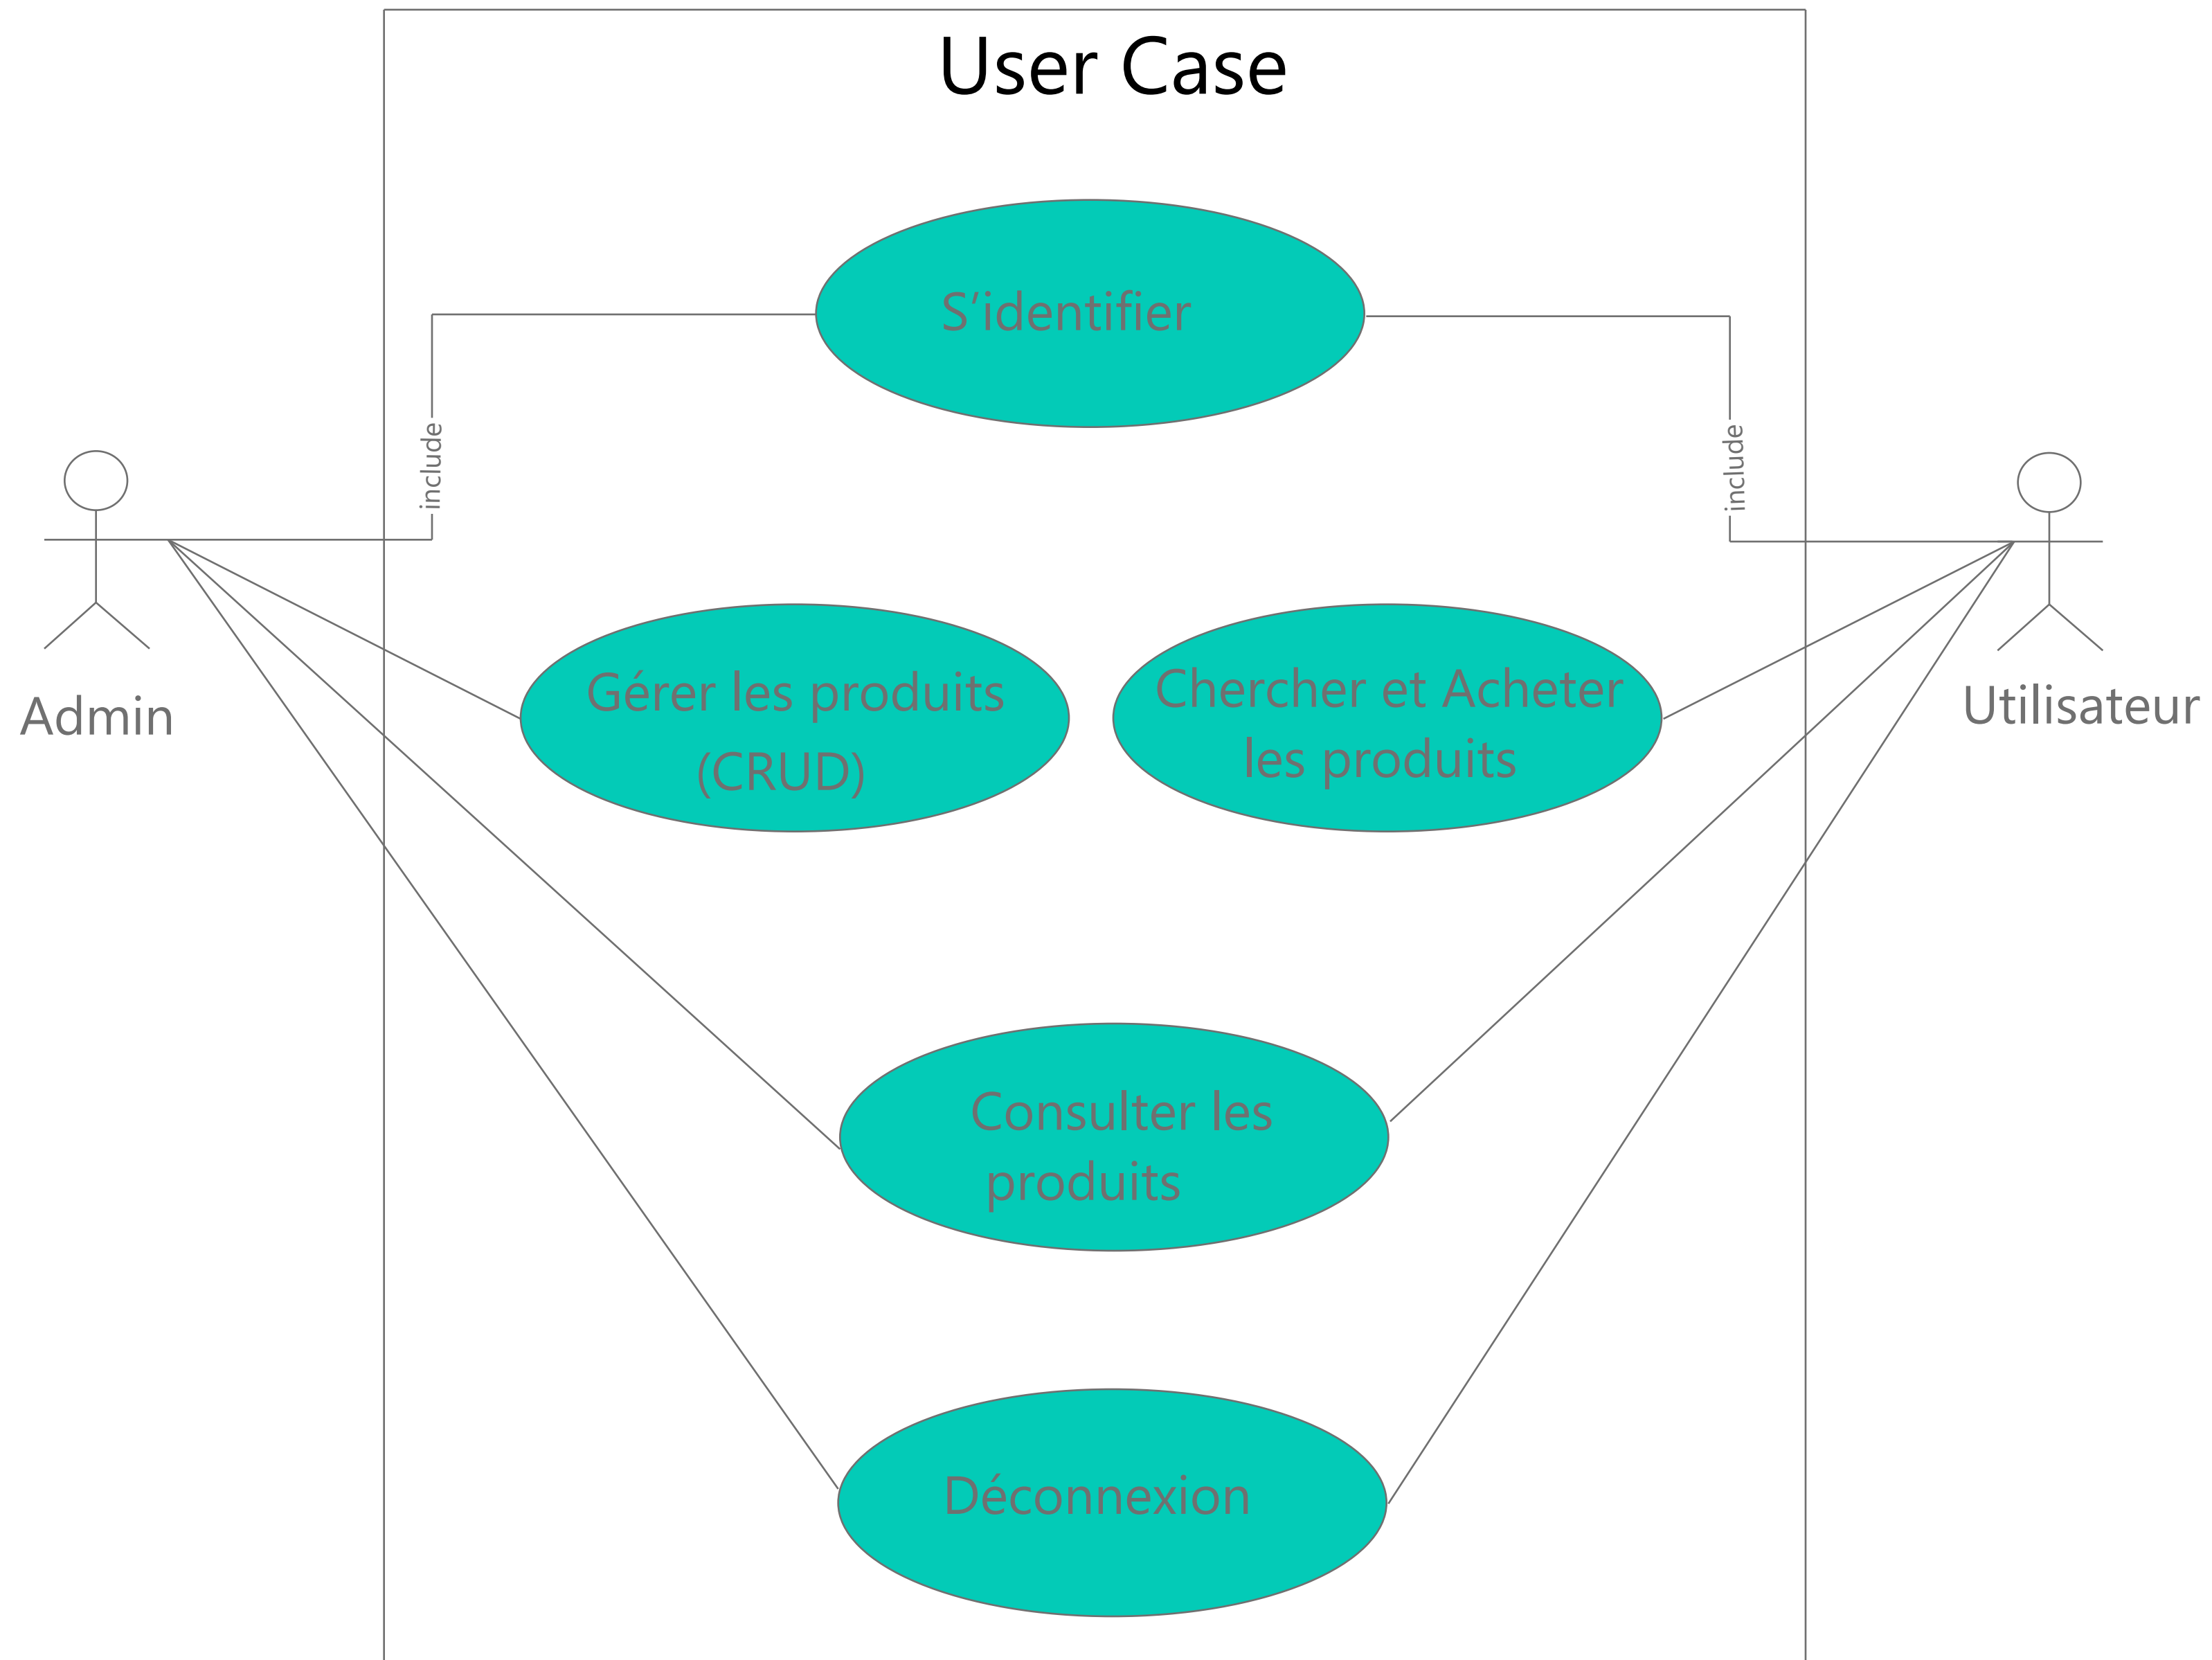 User Case
S'identifier
include
include
Admin
Gérer les produits
(CRUD)
Chercher et Acheter
les produits
Utilisateur
Consulter les
produits
Déconnexion